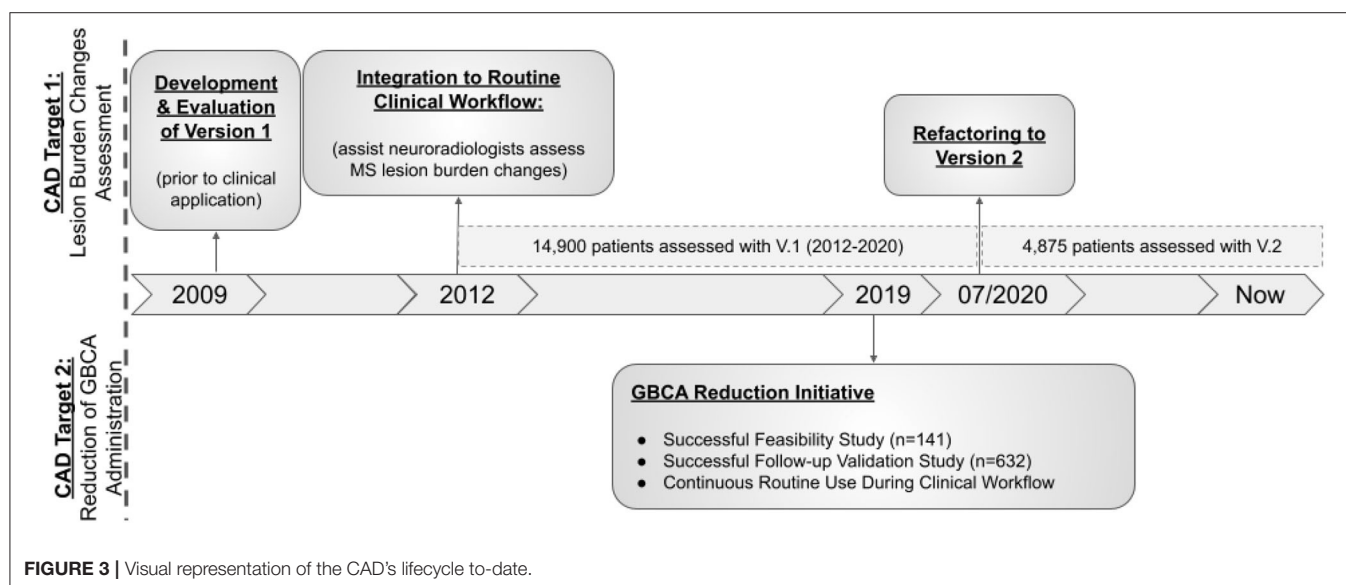 CAD Target 1:
Lesion Burden Changes
Assessment
Development
& Evaluation
of Version 1
(prior to clinical
application)
Integration to Routine
Clinical Workflow:
(assist neuroradiologists assess
MS lesion burden changes)
Refactoring to
Version 2
14,900 patients assessed with V.1 (2012-2020)
4,875 patients assessed with V.2
2009
2012
2019
07/2020
Now
CAD Target 2:
Reduction of GBCA
Administration
GBCA Reduction Initiative
● Successful Feasibility Study (n=141)
● Successful Follow-up Validation Study (n=632)
● Continuous Routine Use During Clinical Workflow
FIGURE 3 | Visual representation of the CAD's lifecycle to-date.